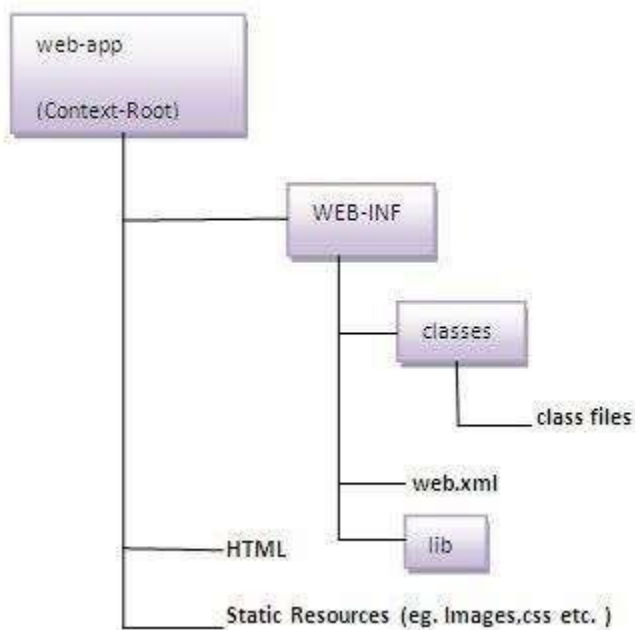 web-app
(Context-Root)
WEB-INF
classes
class files
web.xml
lib
HTML
Static Resources (eg. Images,css etc. )